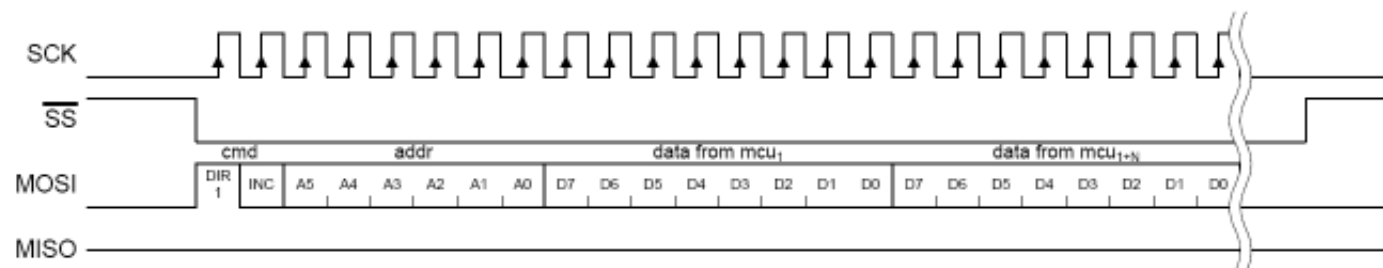 SCK
SS
cmd addr data from mcu1 data from mcu1+N
MOSI DIR 1 INC A5 A4 A3 A2 A1 A0 D7 D6 D5 D4 D3 D2 D1 D0 D7 D6 D5 D4 D3 D2 D1 D0
MISO